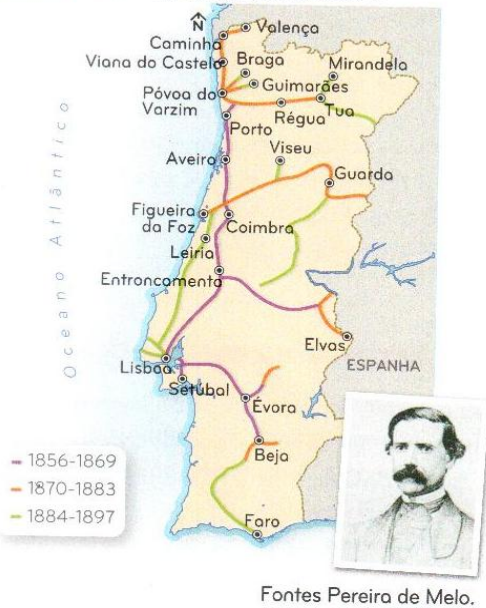 N
Valença
Caminha
Viana do Castelo
Braga
Mirandela
Guimarães
Póvoa do
Varzim
Régua
Tua
Porto
Viseu
Aveiro
Guarda
Figueira
da Foz
Coimbra
Leiria
Entroncamento
Oceano Atlântico
Elvas
Lisboa
ESPANHA
Setúbal
Évora
Beja
Faro
1856-1869
1870-1883
1884-1897
Fontes Pereira de Melo.